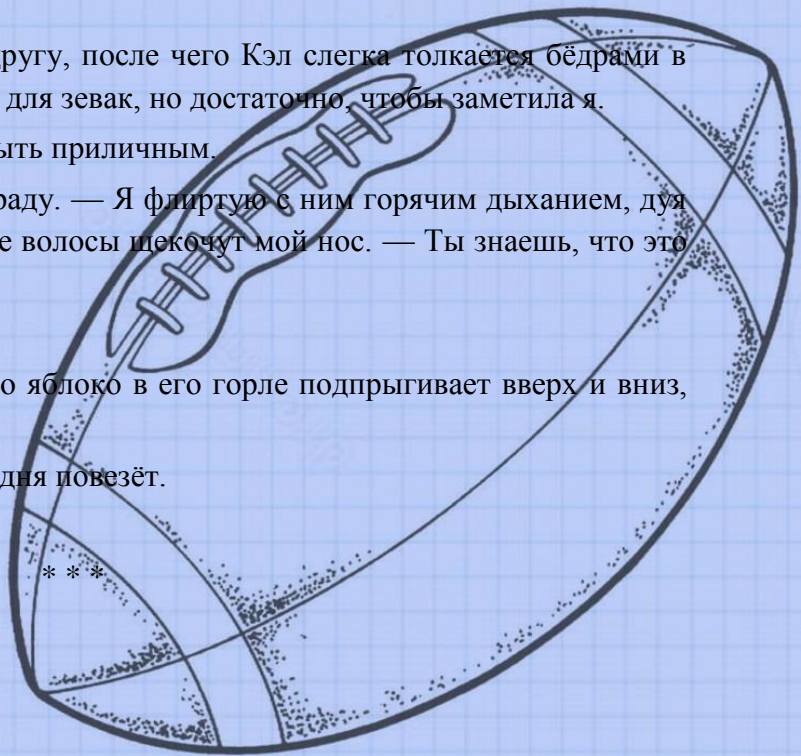 другу, после чего Кэл слегка толкается бёдрами в
для зевак, но достаточно, чтобы заметила я.
ыть приличным.
раду. — Я флиртую с ним горячим дыханием, дуя
е волосы щекочут мой нос. — Ты знаешь, что это
о яблоко в его горле подпрыгивает вверх и вниз,
дня повезёт.
* * *